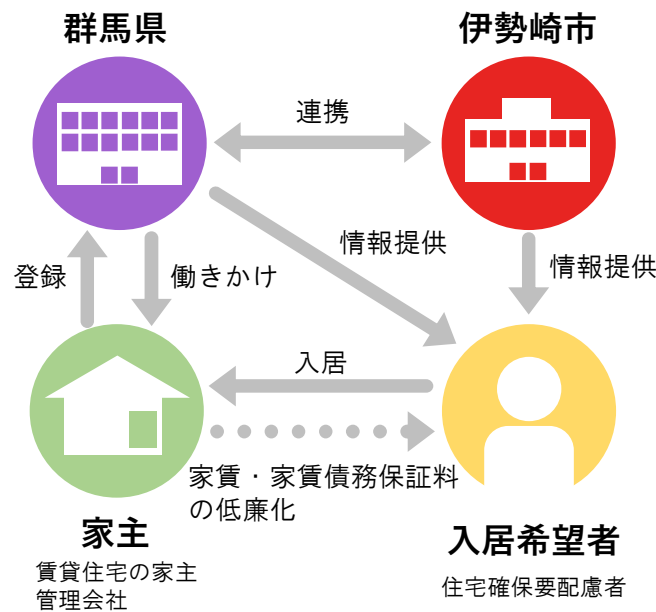 群馬県
伊勢崎市
連携
情報提供
情報提供
登録
働きかけ
入居
家賃・家賃債務保証料
の低廉化
家主
賃貸住宅の家主
管理会社
入居希望者
住宅確保要配慮者